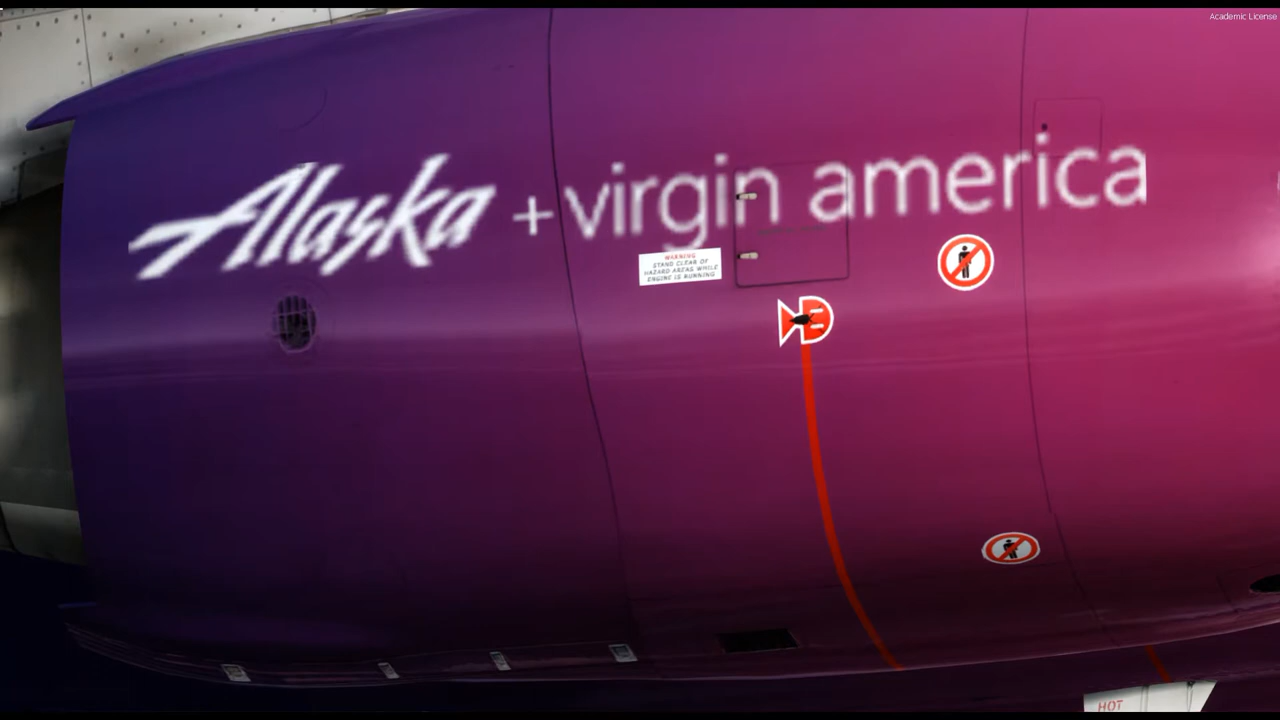 Academic License
Alaska + virgin america
WARNING
STAND CLEAR OF
HAZARD AREAS WHILE
ENGINE IS RUNNING
HOT